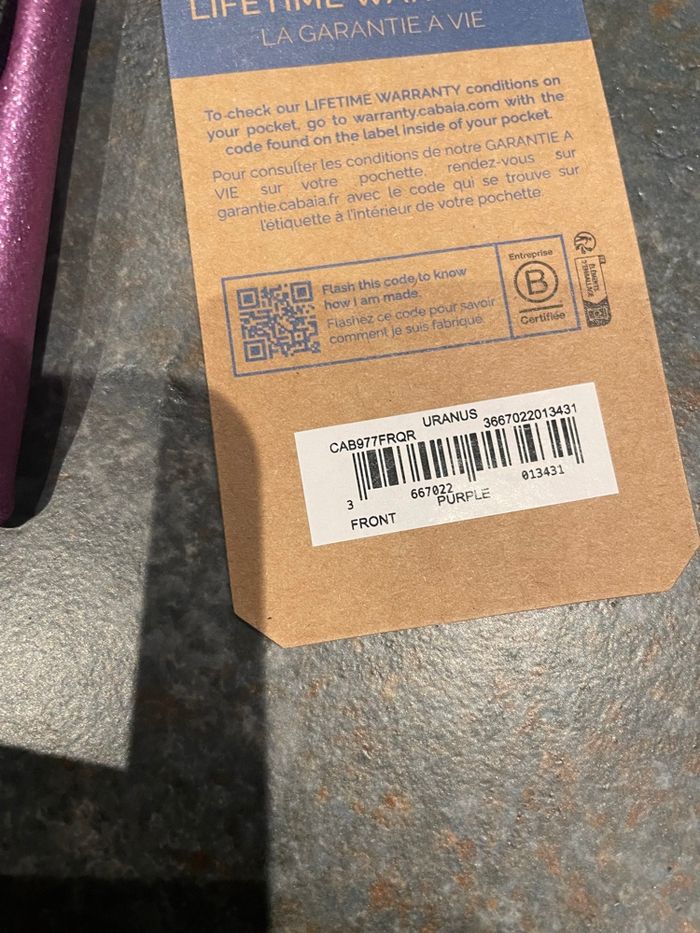 LIFETIME WAR
LA GARANTIE À VIE
To check our LIFETIME WARRANTY conditions on
your pocket, go to warranty.cabaia.com with the
code found on the label inside of your pocket.
Pour consulter les conditions de notre GARANTIE A
VIE sur votre pochette, rendez-vous sur
garantie.cabaia.fr avec le code qui se trouve sur
l'étiquette à l'intérieur de votre pochette.
Flash this code to know
how I am made.
Flashez ce code pour savoir
comment je suis fabriqué.
Entreprise
B
Certifiée
ÉLÉMENTS
D'EMBALLAGE
URANUS
CAB977FRQR 3667022013431
3 667022 013431
FRONT PURPLE